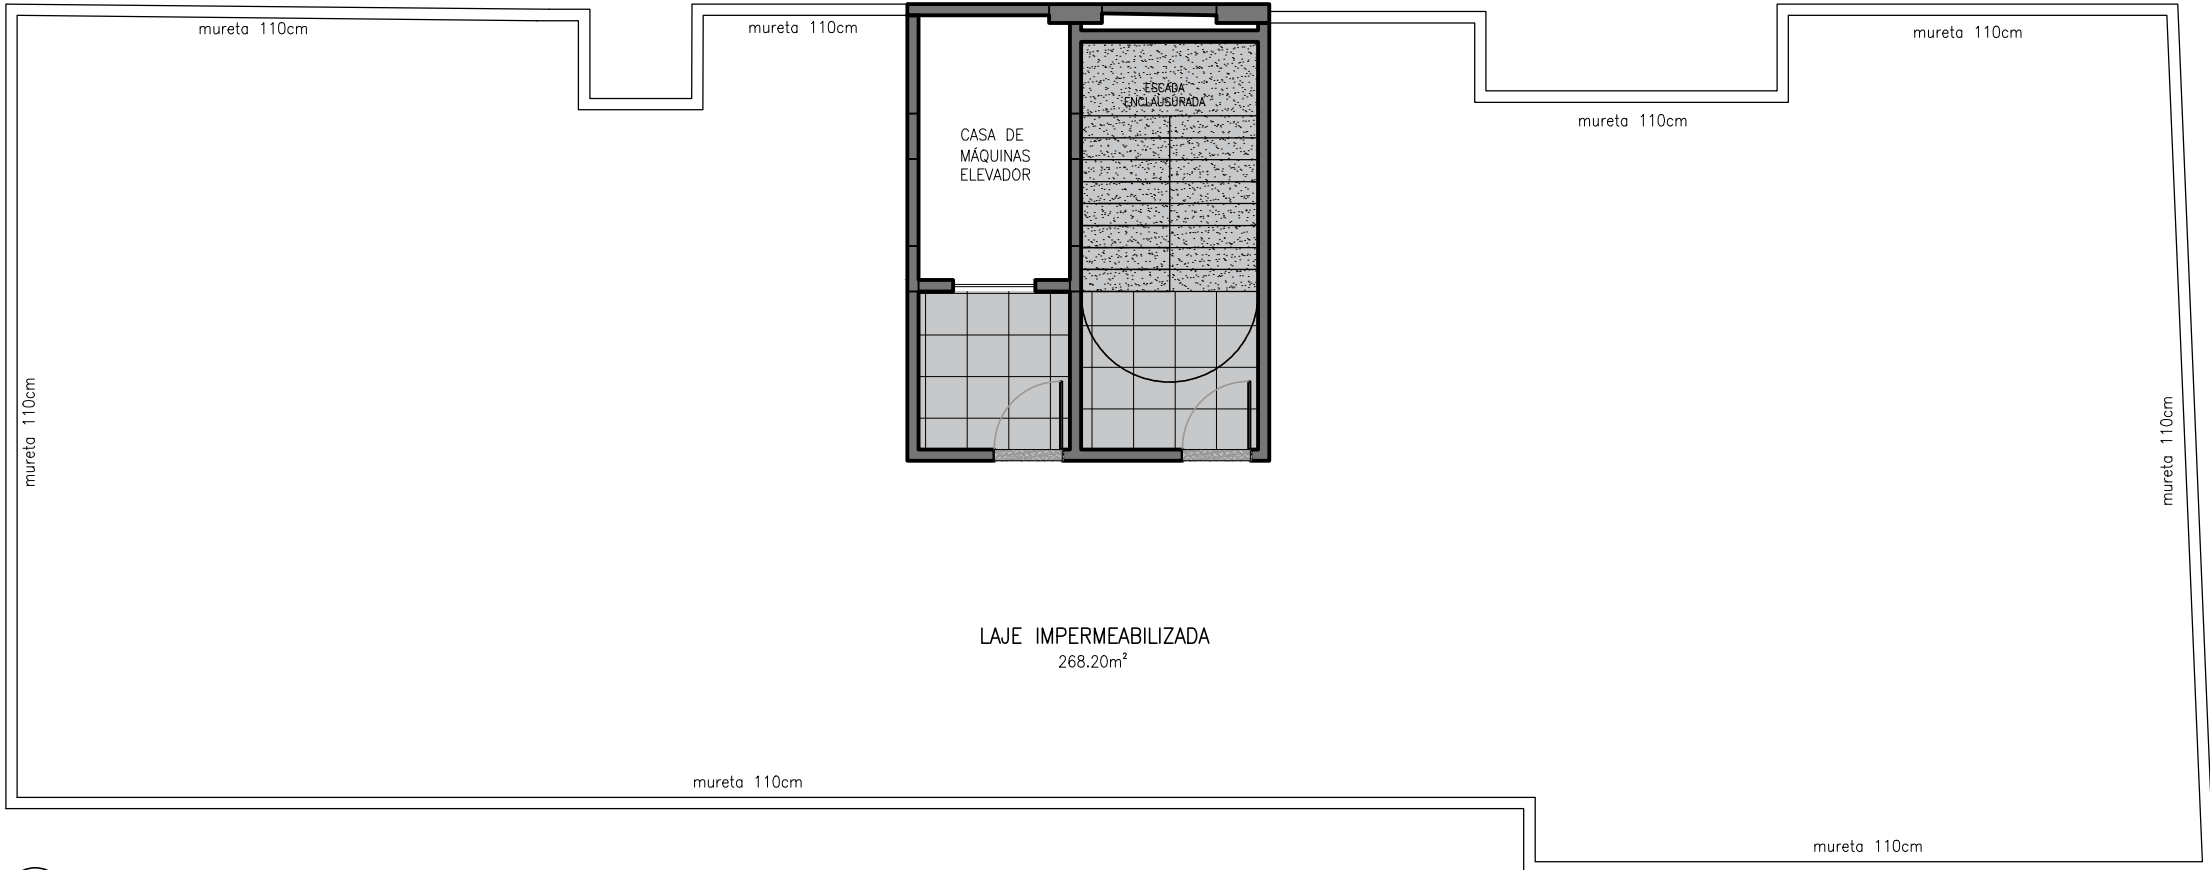 mureta 110cm
mureta 110cm
mureta 110cm
ESCADA
ENCLAUSURADA
mureta 110cm
CASA DE
MÁQUINAS
ELEVADOR
mureta 110cm
mureta 110cm
LAJE IMPERMEABILIZADA
268.20m²
mureta 110cm
mureta 110cm